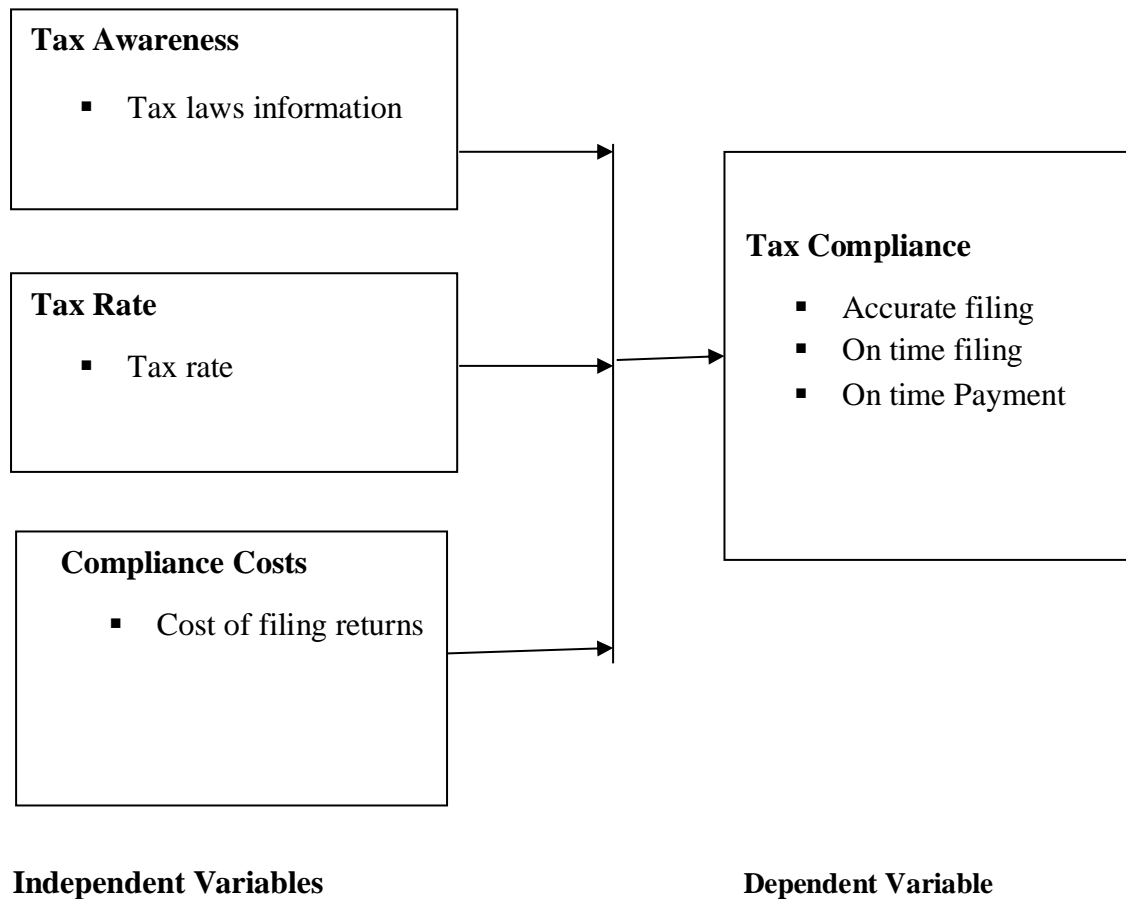 Tax Awareness
▪ Tax laws information
Tax Rate
▪ Tax rate
Compliance Costs
▪ Cost of filing returns
Tax Compliance
▪ Accurate filing
▪ On time filing
▪ On time Payment
Independent Variables
Dependent Variable